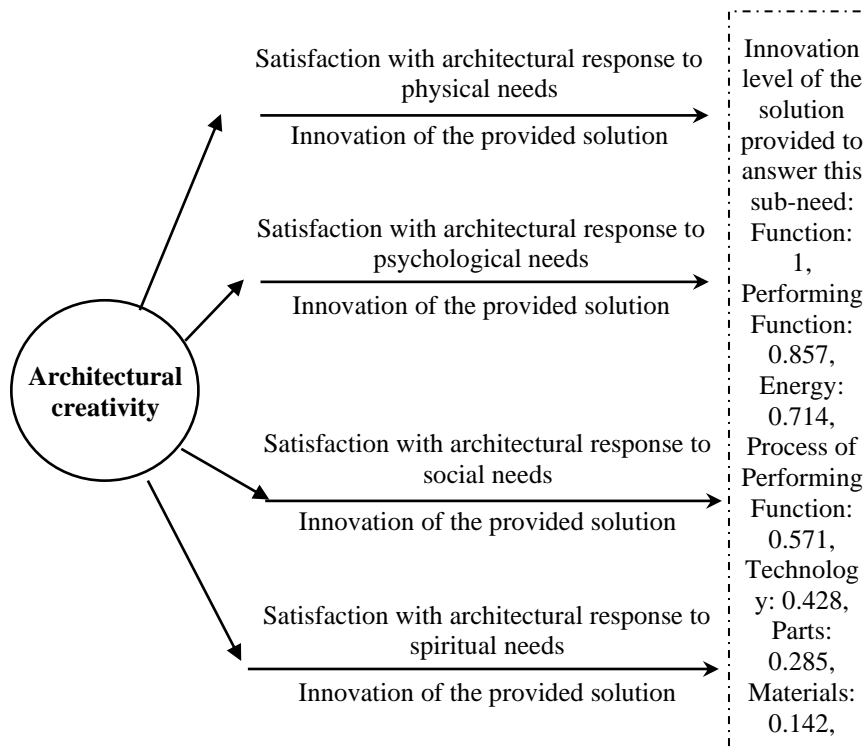 Architectural
creativity
Satisfaction with architectural response to
physical needs
Innovation of the provided solution
Satisfaction with architectural response to
psychological needs
Innovation of the provided solution
Satisfaction with architectural response to
social needs
Innovation of the provided solution
Satisfaction with architectural response to
spiritual needs
Innovation of the provided solution
Innovation
level of the
solution
provided to
answer this
sub-need:
Function:
1,
Performing
Function:
0.857,
Energy:
0.714,
Process of
Performing
Function:
0.571,
Technolog
y: 0.428,
Parts:
0.285,
Materials:
0.142,